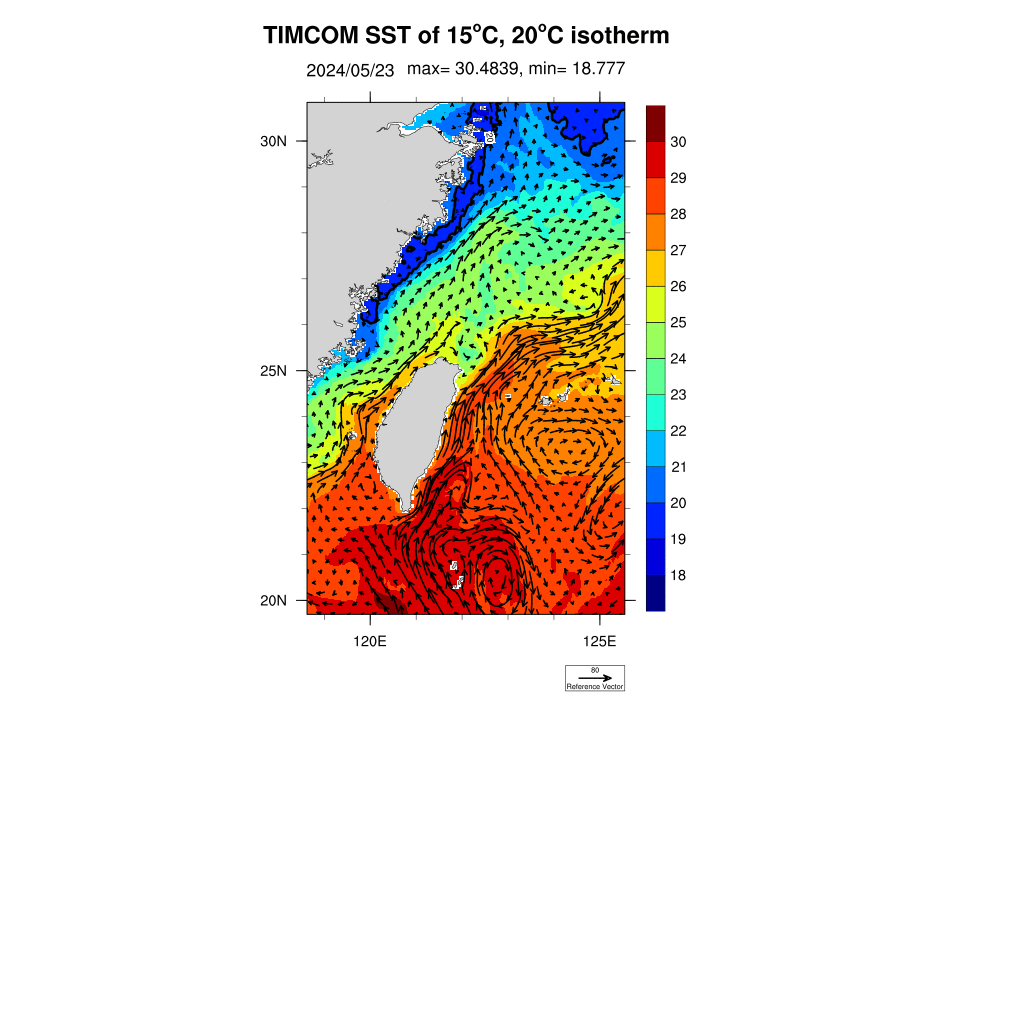 TIMCOM SST of 15°C, 20°C isotherm
2024/05/23 max= 30.4839, min= 18.777
30N
25N
20N
120E
125E
30
29
28
27
26
25
24
23
22
21
20
19
18
20
80
Reference Vector